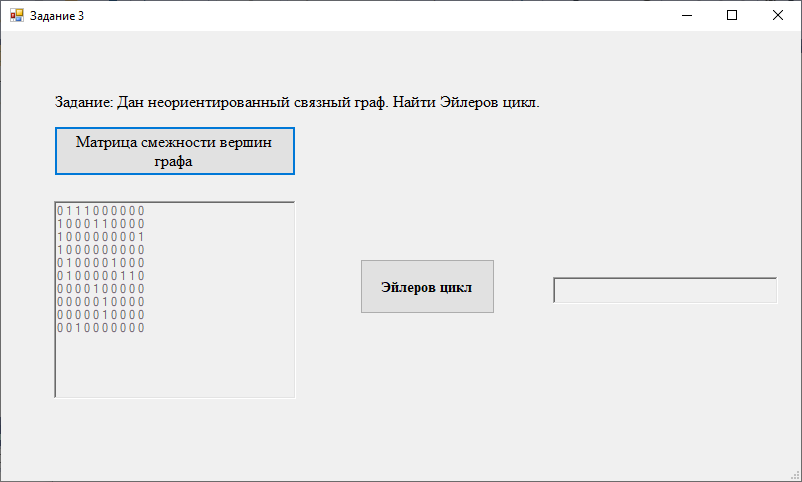 Задание 3
Задание: Дан неориентированный связный граф. Найти Эйлеров цикл.
Матрица смежности вершин
графа
0 1 1 1 0 0 0 0 0 0
1 0 0 0 1 1 0 0 0 0
1 0 0 0 0 0 0 0 0 1
1 0 0 0 0 0 0 0 0 0
0 1 0 0 0 0 1 0 0 0
0 1 0 0 0 0 0 1 1 0
0 0 0 0 1 0 0 0 0 0
0 0 0 0 0 1 0 0 0 0
0 0 0 0 0 1 0 0 0 0
0 0 1 0 0 0 0 0 0 0
Эйлеров цикл